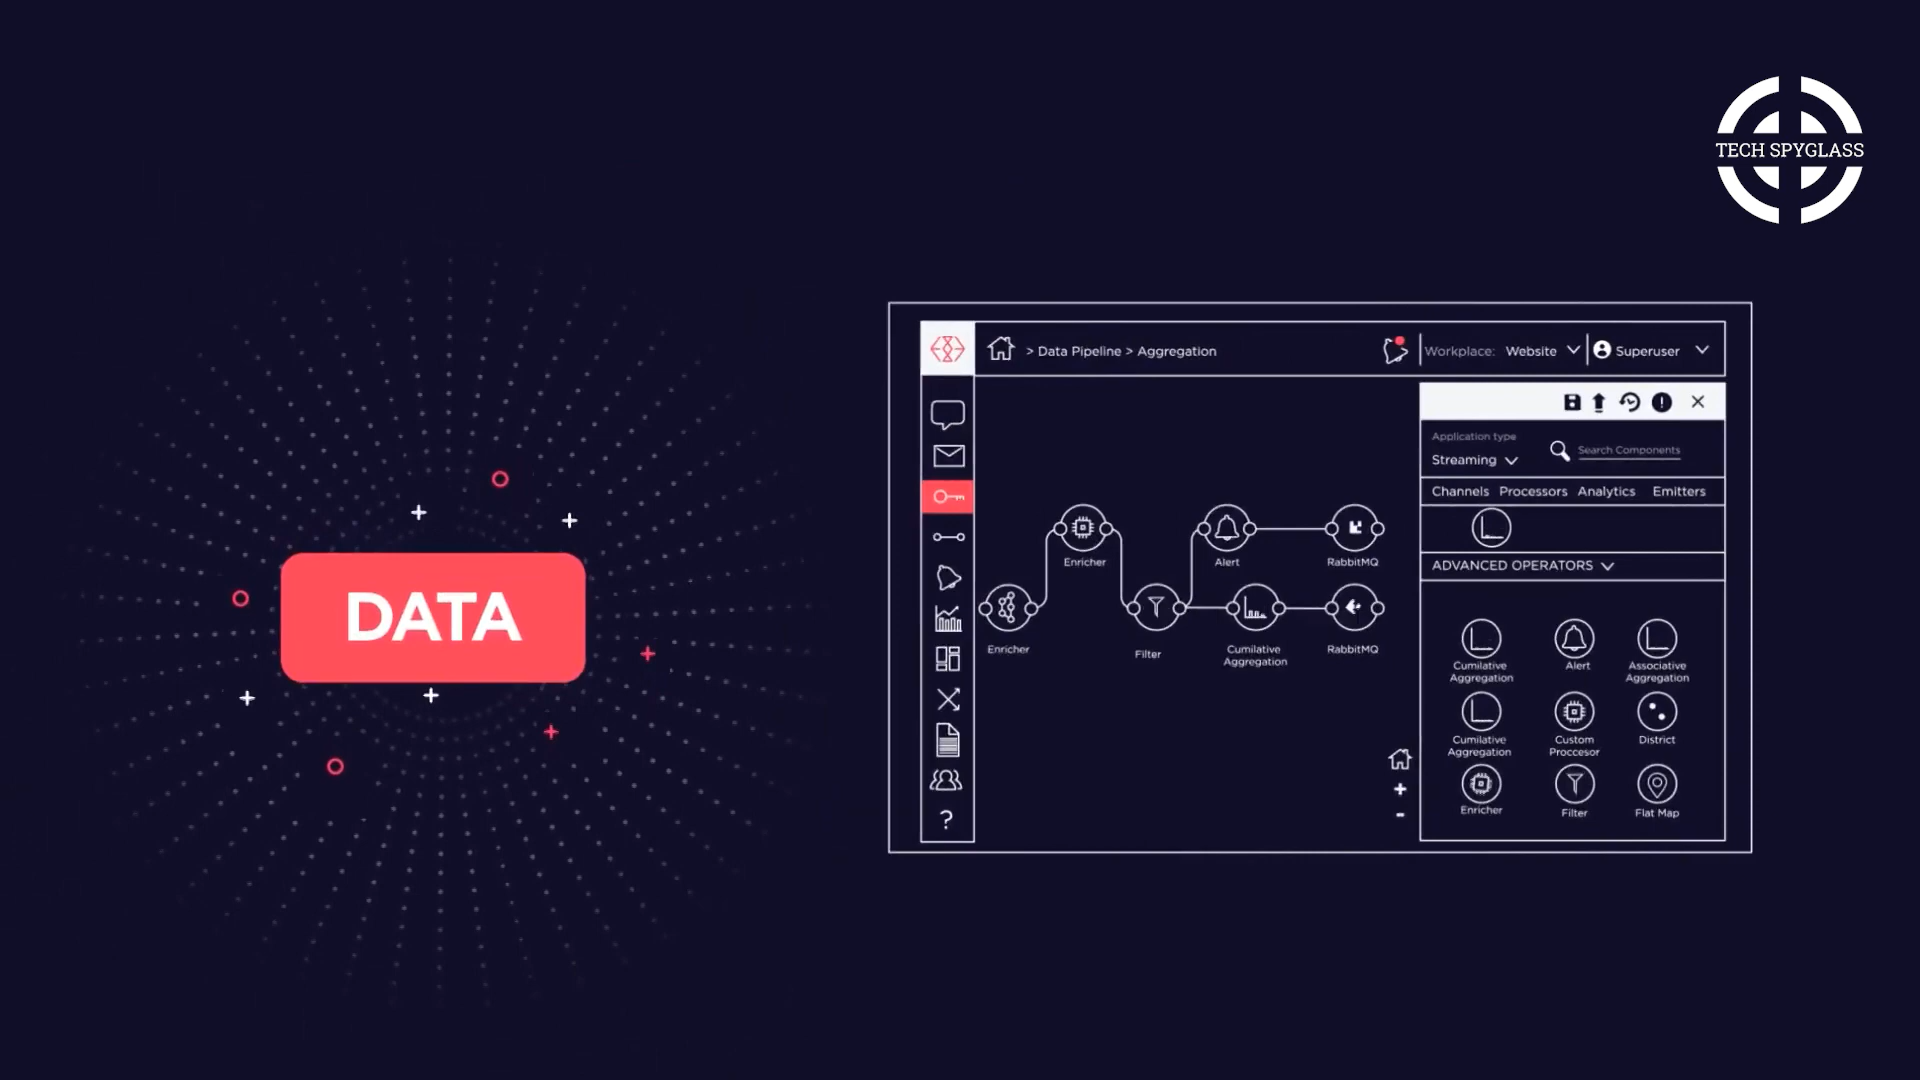 TECH SPYGLASS
DATA
> Data Pipeline > Aggregation
Workplace: Website
Superuser
Application type
Streaming
Search Components
Channels Processors Analytics Emitters
ADVANCED OPERATORS
Enricher
Alert
RabbitMQ
Enricher
Filter
Cumilative
Aggregation
RabbitMQ
Cumilative
Aggregation
Alert
Associative
Aggregation
Cumilative
Aggregation
Custom
Proccesor
District
Enricher
Filter
Flat Map
?